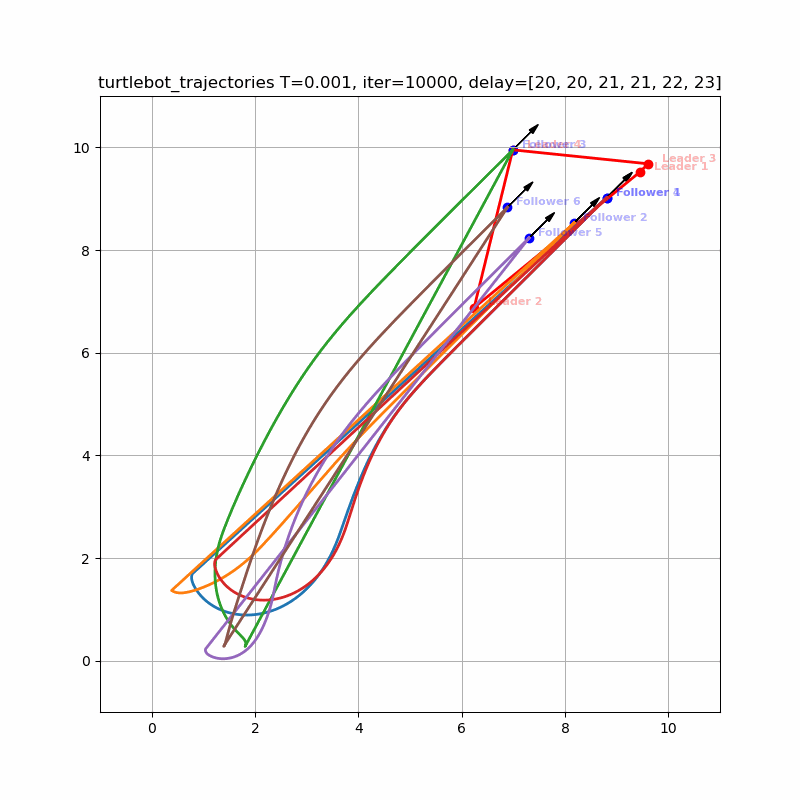 turtlebot_trajectories T=0.001, iter=10000, delay=[20, 20, 21, 21, 22, 23]
10
8
6
4
2
0
Follower 3
Leader 3
Leader 1
Follower 1
Follower 6
Follower 2
Follower 5
Leader 2
0
2
4
6
8
10